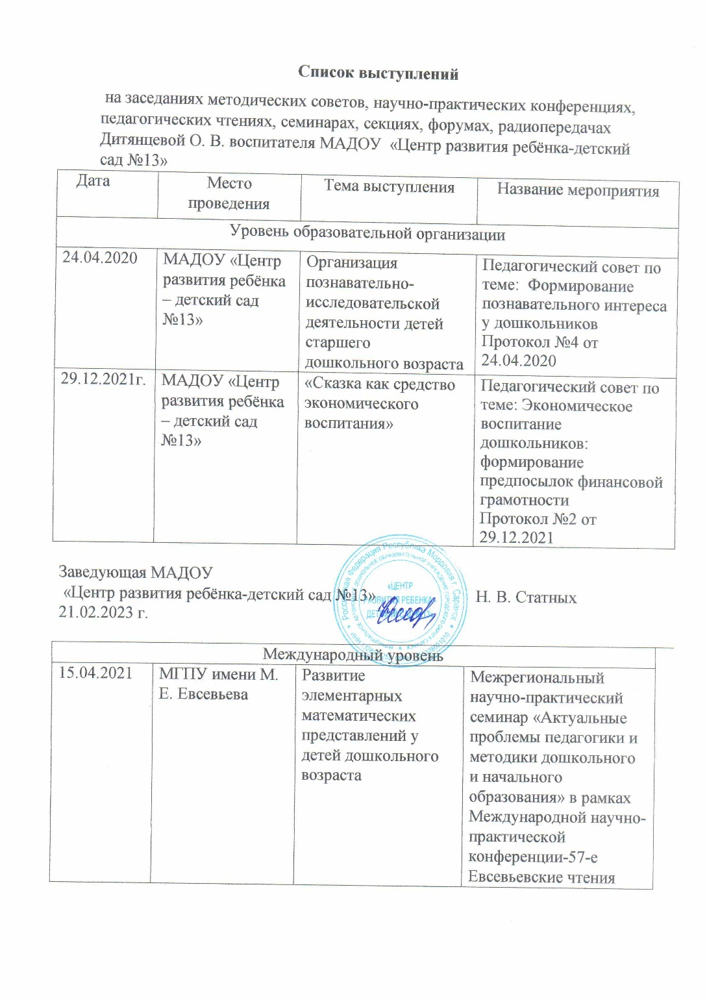 Список выступлений
на заседаниях методических советов, научно-практических конференциях,
педагогических чтениях, семинарах, секциях, форумах, радиопередачах
Дитянцевой О. В. воспитателя МАДОУ «Центр развития ребёнка-детский
сад №13»
Дата
Место
проведения
Тема выступления
Название мероприятия
Уровень образовательной организации
24.04.2020
МАДОУ «Центр
развития ребёнка
– детский сад
№13»
Организация
познавательно-
исследовательской
деятельности детей
старшего
дошкольного возраста
Педагогический совет по
теме: Формирование
познавательного интереса
у дошкольников
Протокол №4 от
24.04.2020
29.12.2021г.
МАДОУ «Центр
развития ребёнка
– детский сад
№13»
«Сказка как средство
экономического
воспитания»
Педагогический совет по
теме: Экономическое
воспитание
дошкольников:
формирование
предпосылок финансовой
грамотности
Протокол №2 от
29.12.2021
Заведующая МАДОУ
«Центр развития ребёнка-детский сад №13»
Н. В. Статных
21.02.2023 г.
Российская Федерация Республика Мордовия г. Саранск
«ЦЕНТР
РАЗВИТИЯ РЕБЕНКА-
Международный уровень
15.04.2021
МГПУ имени М.
Е. Евсевьева
Развитие
элементарных
математических
представлений у
детей дошкольного
возраста
Межрегиональный
научно-практический
семинар «Актуальные
проблемы педагогики и
методики дошкольного
и начального
образования» в рамках
Международной научно-
практической
конференции-57-е
Евсевьевские чтения